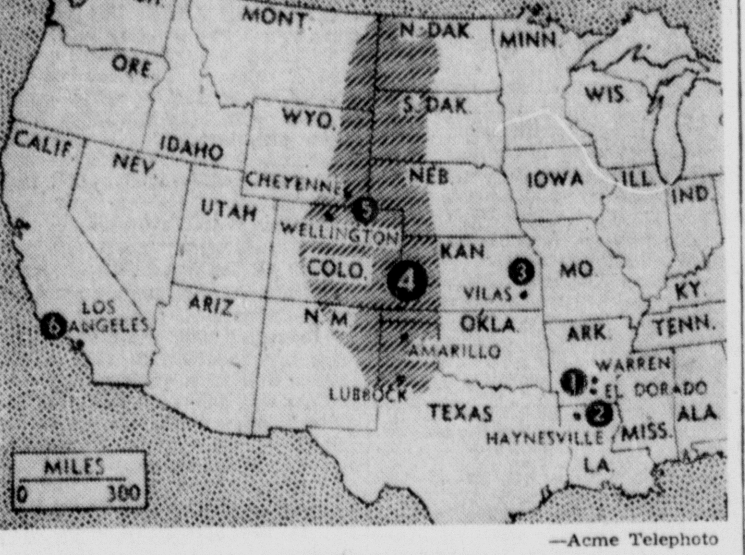 MONT.
N. DAK.
MINN.
ORE.
S. DAK.
WIS.
WYO.
CALIF.
NEV.
IDAHO
CHEYENNE
NEB.
IOWA
ILL.
IND.
UTAH
5
WELLINGTON
COLO.
4
KAN.
3
VILAS
MO.
KY.
6
LOS
ANGELES
ARIZ.
N. M.
OKLA.
ARK.
TENN.
AMARILLO
1
WARREN
EL DORADO
LUBBOCK
TEXAS
2
HAYNESVILLE
MISS.
ALA.
LA.
MILES
0 300
—Acme Telephoto